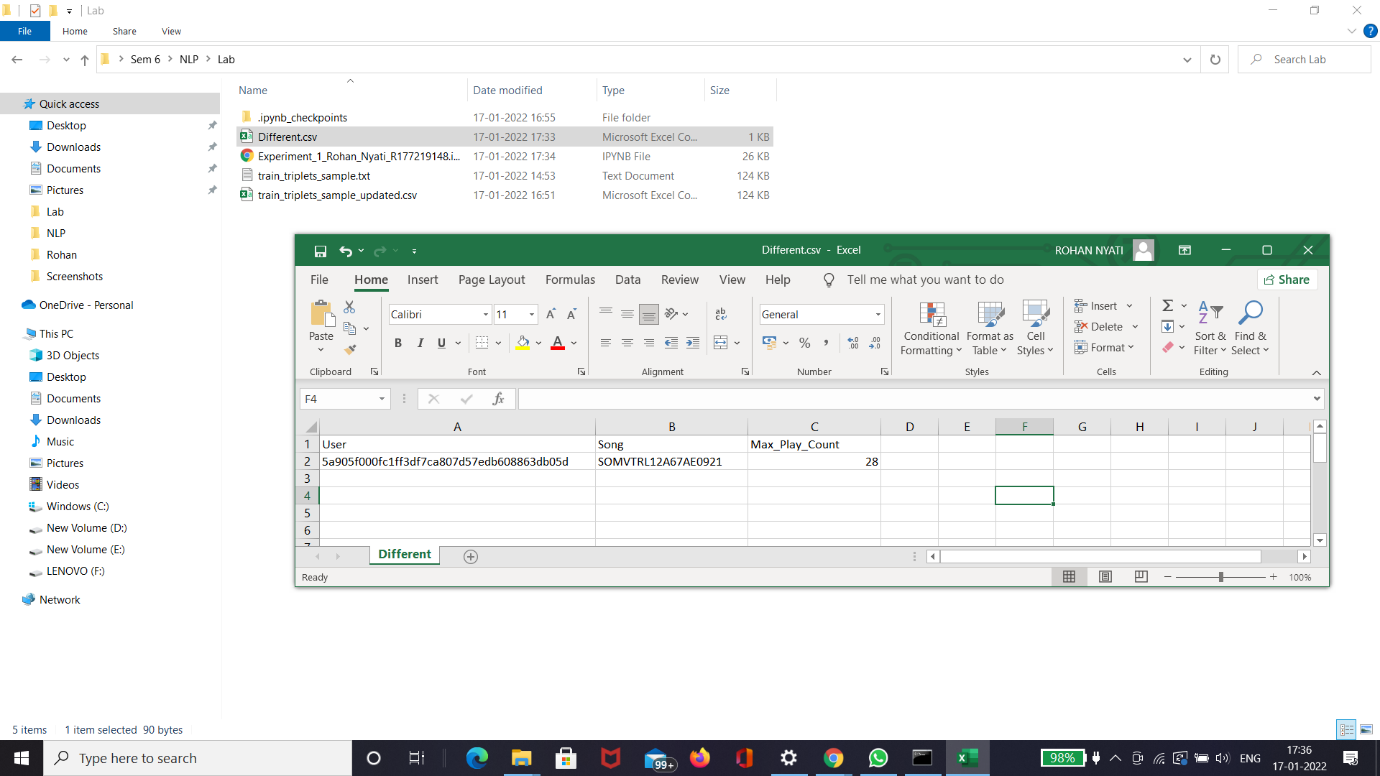 Lab
File Home Share View
Sem 6 NLP Lab
Search Lab
Name Date modified Type Size
Quick access
Desktop
Downloads
Documents
Pictures
Lab
NLP
Rohan
Screenshots
OneDrive - Personal
This PC
3D Objects
Desktop
Documents
Downloads
Music
Pictures
Videos
Windows (C:)
New Volume (D:)
New Volume (E:)
LENOVO (F:)
Network
.ipynb_checkpoints 17-01-2022 16:55 File folder
Different.csv 17-01-2022 17:33 Microsoft Excel Co... 1 KB
Experiment_1_Rohan_Nyati_R177219148.i... 17-01-2022 17:34 IPYNB File 26 KB
train_triplets_sample.txt 17-01-2022 14:53 Text Document 124 KB
train_triplets_sample_updated.csv 17-01-2022 16:51 Microsoft Excel Co... 124 KB
Different.csv - Excel ROHAN NYATI
File Home Insert Page Layout Formulas Data Review View Help Tell me what you want to do Share
Calibri 11 General
Paste
B I U A %
Conditional Formatting
Format as Table
Cell Styles
Insert
Delete
Format
Sort & Filter
Find & Select
Clipboard Font Alignment Number Styles Cells Editing
F4 fx
A B C D E F G H I J
1 User Song Max_Play_Count
2 5a905f000fc1ff3df7ca807d57edb608863db05d SOMVTRL12A67AE0921 28
3
4
5
6
7
Different
Ready 100%
5 items 1 item selected 90 bytes
Type here to search 99+ 98% ENG 17:36
17-01-2022